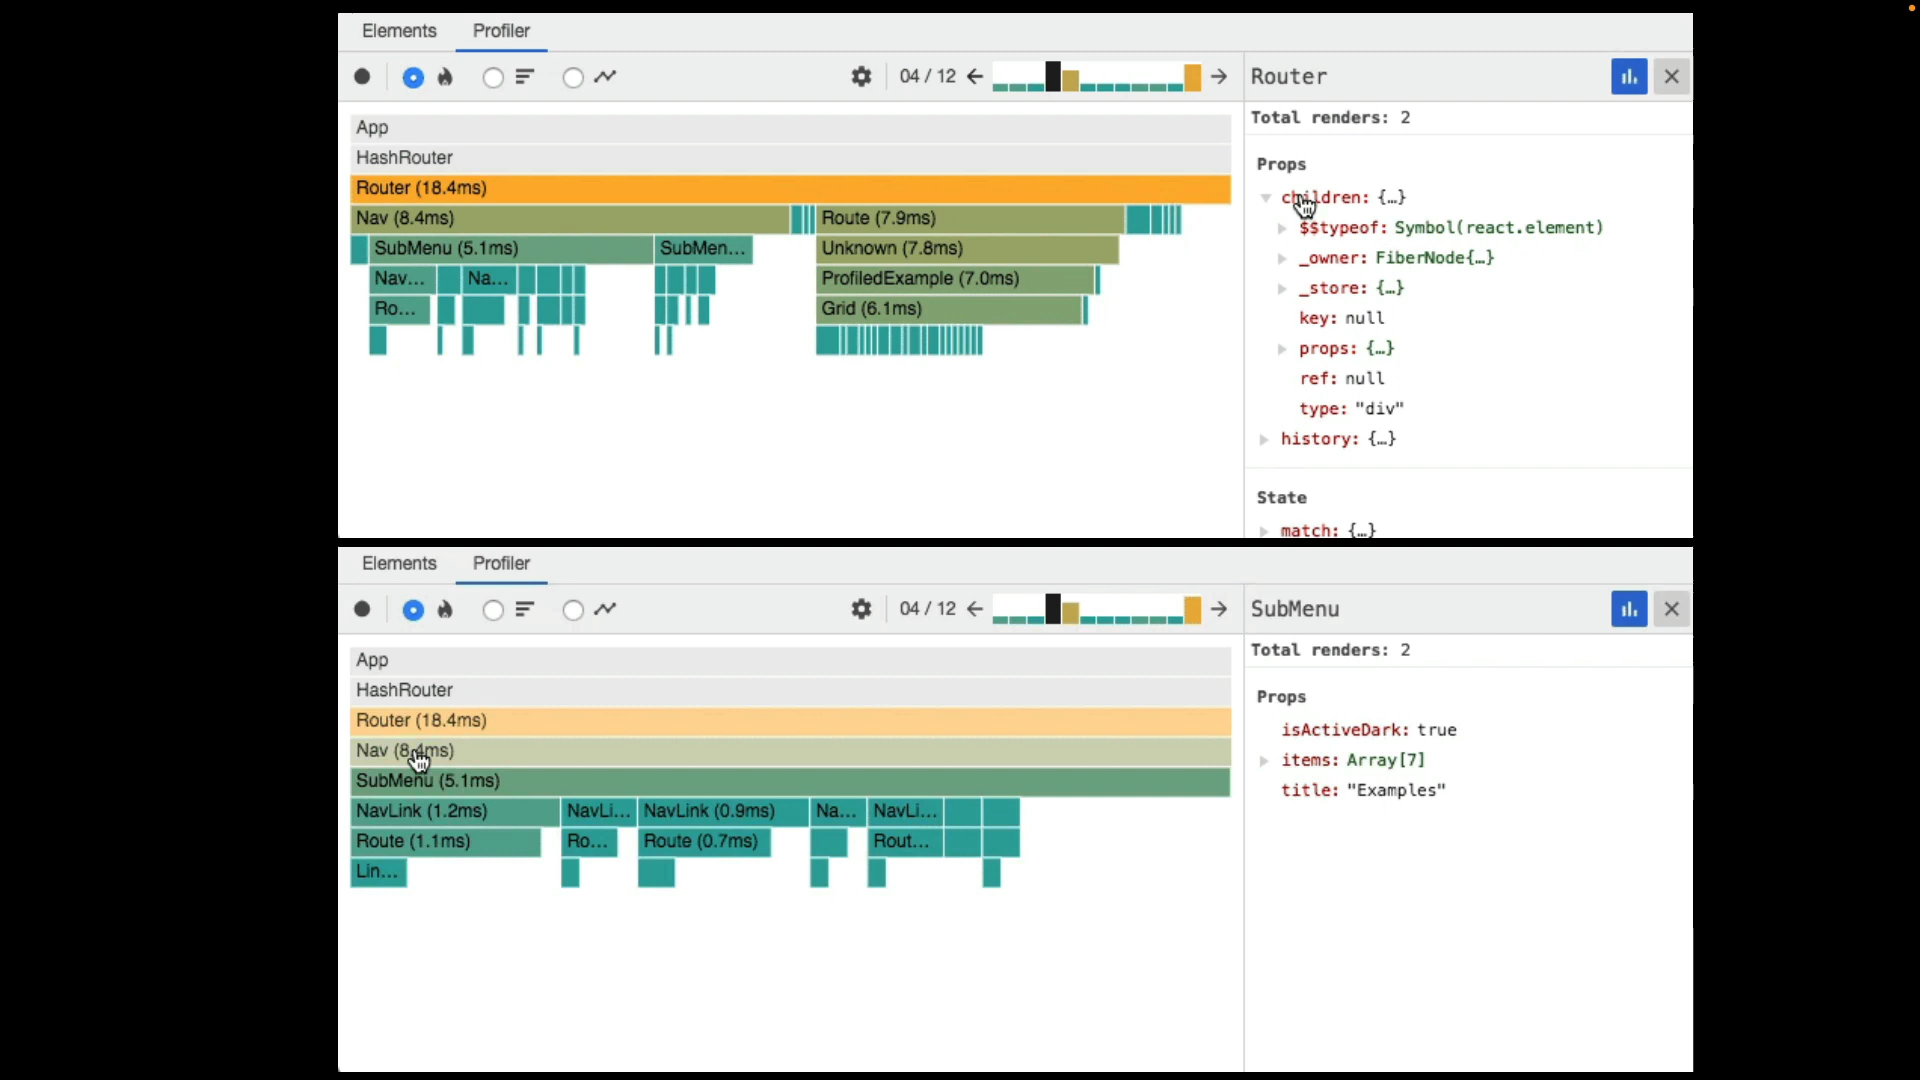 Elements Profiler
04 / 12
Router
Total renders: 2
App
HashRouter
Router (18.4ms)
Nav (8.4ms) Route (7.9ms)
SubMenu (5.1ms) SubMen... Unknown (7.8ms)
Nav... Na... ProfiledExample (7.0ms)
Ro... Grid (6.1ms)
Props
children: {…}
$$typeof: Symbol(react.element)
_owner: FiberNode{…}
_store: {…}
key: null
props: {…}
ref: null
type: "div"
history: {…}
State
match: {…}
Elements Profiler
04 / 12
SubMenu
Total renders: 2
App
HashRouter
Router (18.4ms)
Nav (8.4ms)
SubMenu (5.1ms)
NavLink (1.2ms) NavLi... NavLink (0.9ms) Na... NavLi...
Route (1.1ms) Ro... Route (0.7ms) Rout...
Lin...
Props
isActiveDark: true
items: Array[7]
title: "Examples"